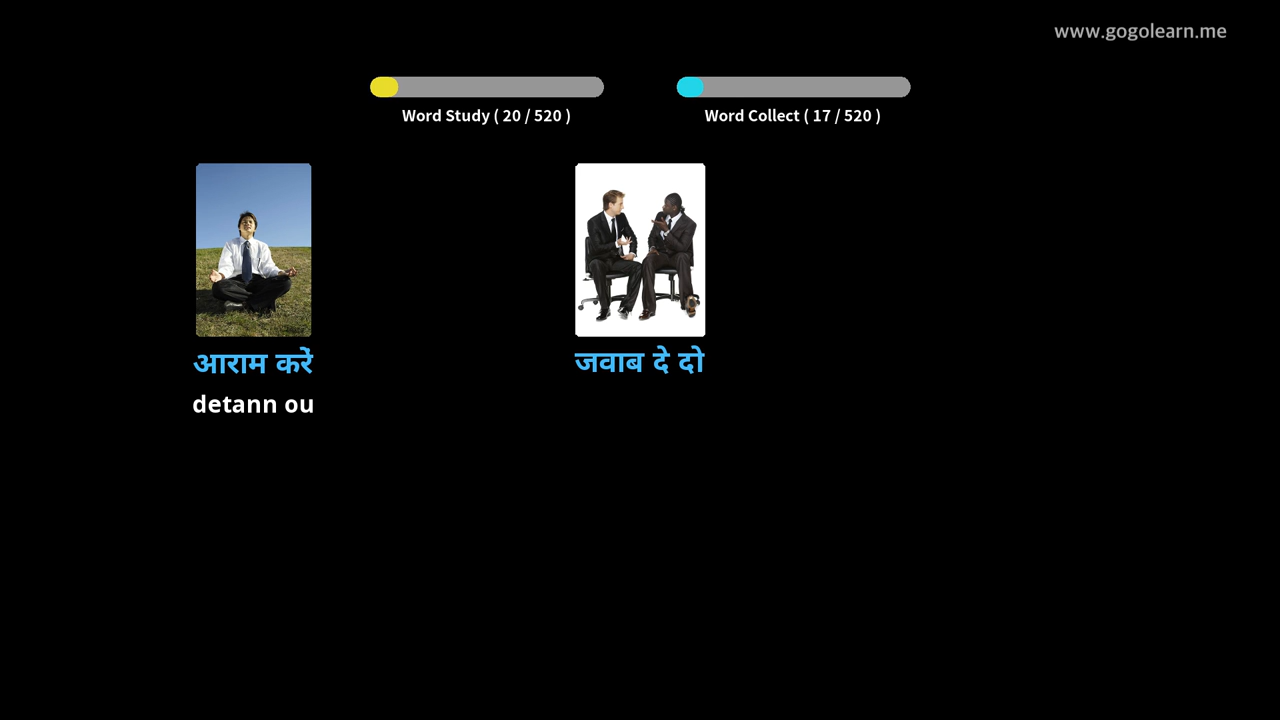 www.gogolearn.me
Word Study ( 20 / 520 )
Word Collect ( 17 / 520 )
आराम करें
detann ou
जवाब दे दो